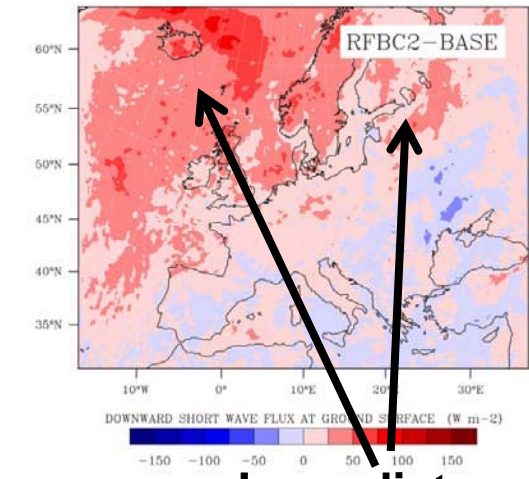 RFBC2−BASE
60°N
55°N
50°N
45°N
40°N
35°N
10°W 0° 10°E 20°E 30°E
DOWNWARD SHORT WAVE FLUX AT GROUND SURFACE (W m−2)
−150 −100 −50 0 50 100 150